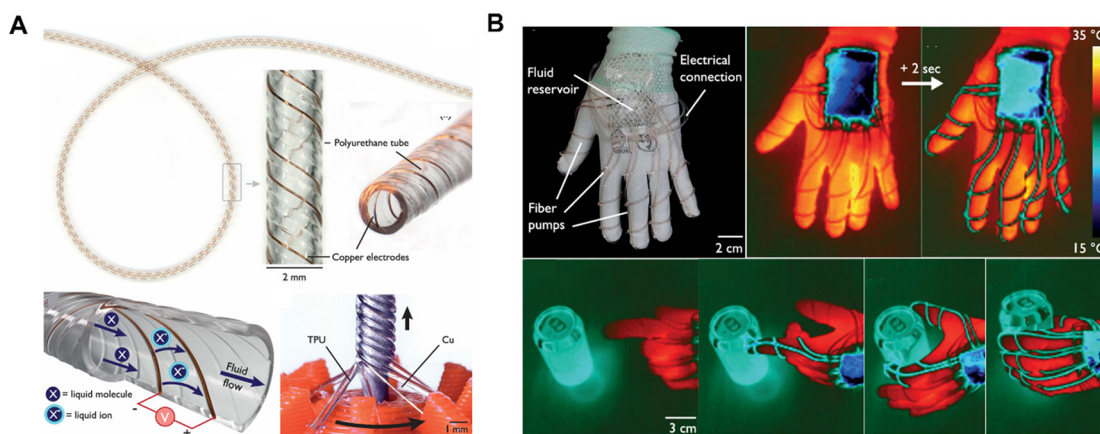 A
Polyurethane tube
Copper electrodes
2 mm
X
X
X⁻
X⁻
Fluid
flow
X = liquid molecule
X⁻ = liquid ion
-
V
+
TPU
Cu
1 mm
B
Fluid
reservoir
Electrical
connection
Fiber
pumps
2 cm
+ 2 sec
35 °C
15 °C
3 cm